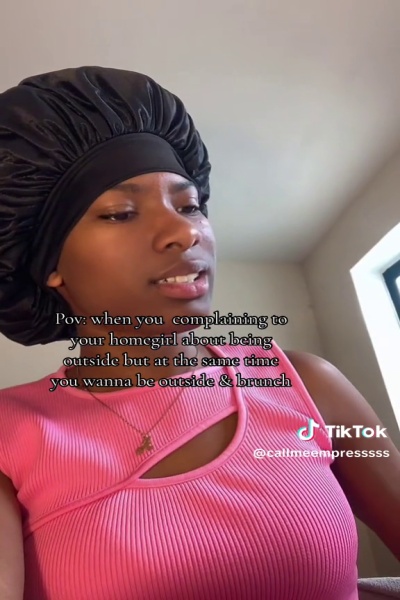 Pov: when you complaining to
your homegirl about being
outside but at the same time
you wanna be outside & brunch
TikTok
@callmeempresssss